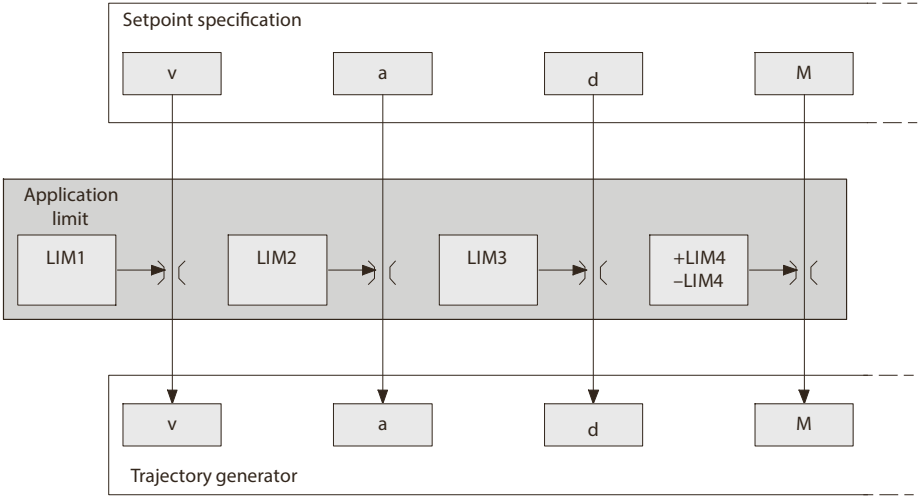 Setpoint specification
v
a
d
M
Application
limit
LIM1
LIM2
LIM3
+LIM4
–LIM4
v
a
d
M
Trajectory generator